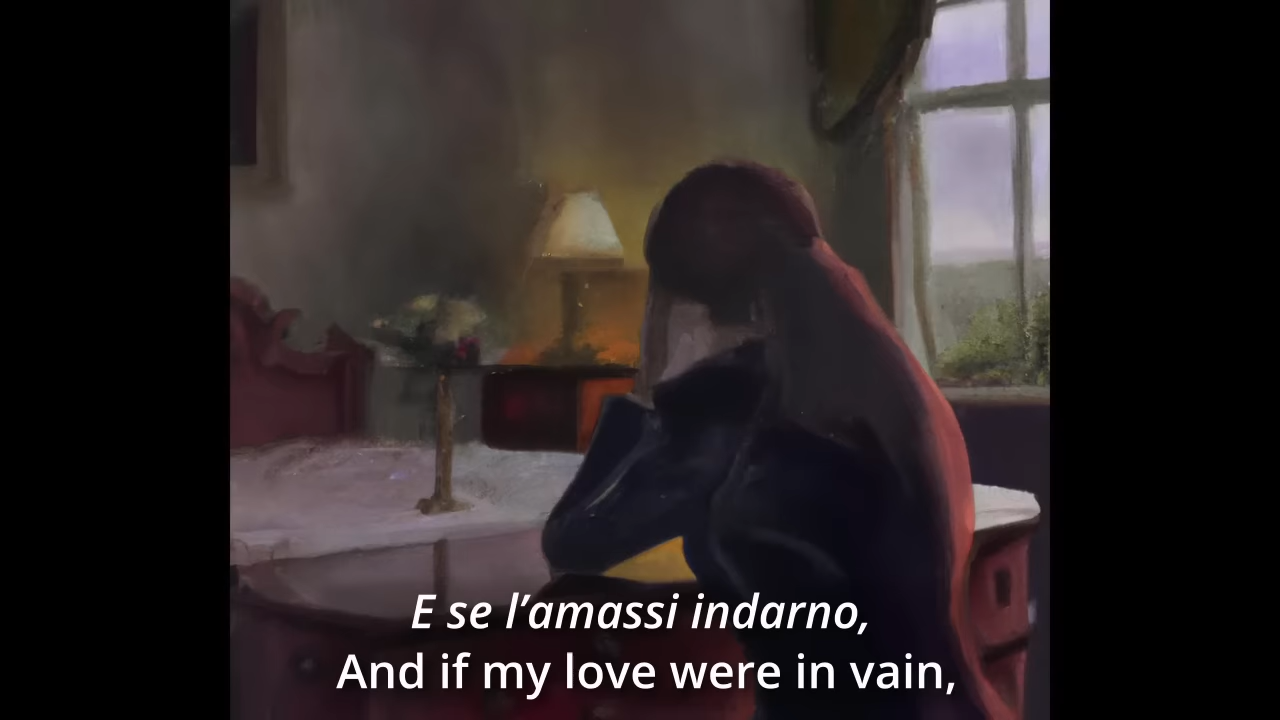 E se l’amassi indarno,
And if my love were in vain,